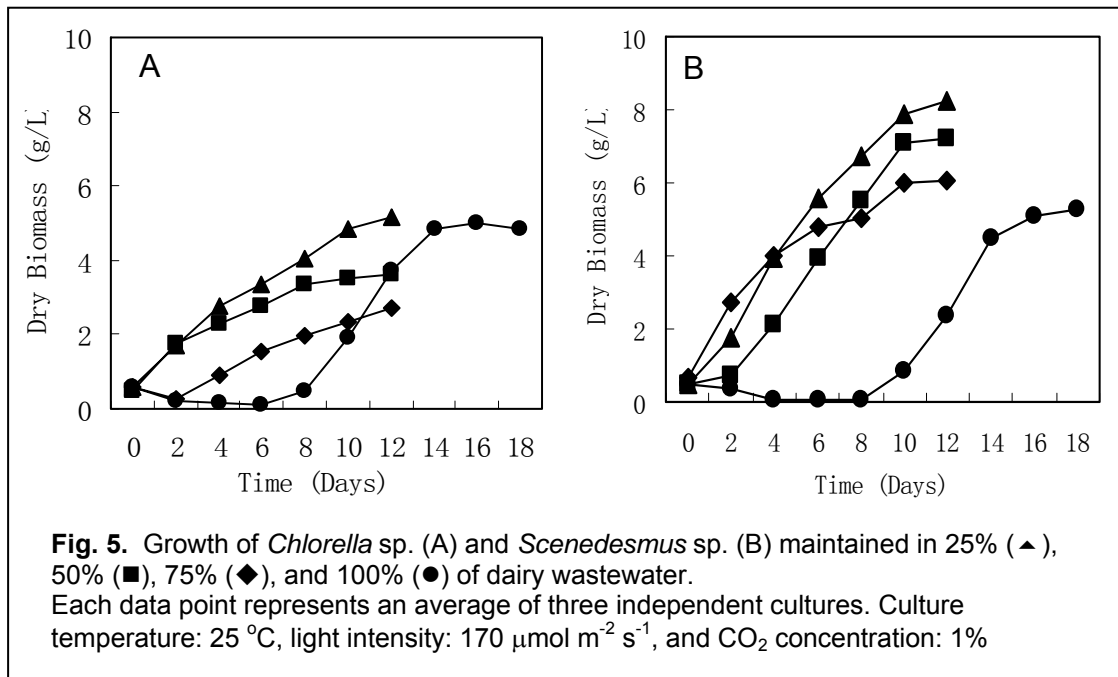 A
10
8
6
4
2
0
Dry Biomass (g/L)
0 2 4 6 8 10 12 14 16 18
Time (Days)
B
10
8
6
4
2
0
Dry Biomass (g/L)
0 2 4 6 8 10 12 14 16 18
Time (Days)
Fig. 5. Growth of Chlorella sp. (A) and Scenedesmus sp. (B) maintained in 25% (▲),
50% (■), 75% (◆), and 100% (●) of dairy wastewater.
Each data point represents an average of three independent cultures. Culture
temperature: 25 °C, light intensity: 170 μmol m⁻² s⁻¹, and CO₂ concentration: 1%